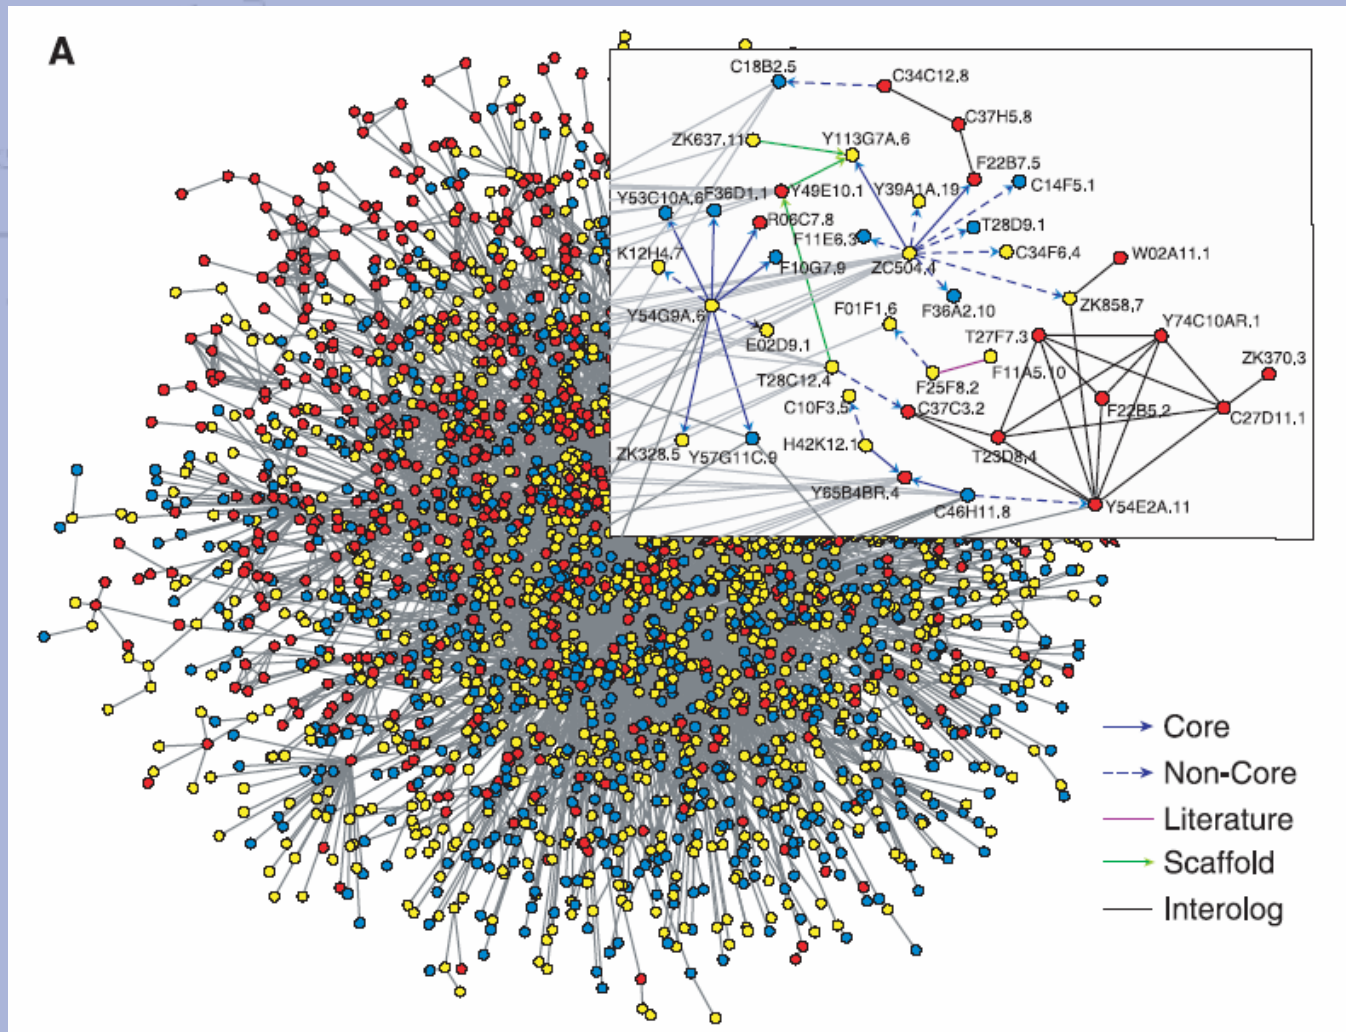 A
C18B2.5
C34C12.8
C37H5.8
ZK637.11
Y113G7A.6
F22B7.5
Y53C10A.6
F36D1.1
Y49E10.1
Y39A1A.19
C14F5.1
R06C7.8
F11E6.3
T28D9.1
K12H4.7
F10G7.9
ZC504.4
C34F6.4
W02A11.1
Y54G9A.6
F01F1.6
F36A2.10
ZK858.7
E02D9.1
T27F7.3
Y74C10AR.1
T28C12.4
F25F8.2
F11A5.10
ZK370.3
C10F3.5
C37C3.2
F22B5.2
C27D11.1
ZK328.5
Y57G11C.9
H42K12.1
T23D8.4
Y65B4BR.4
C46H11.8
Y54E2A.11
Core
Non-Core
Literature
Scaffold
Interolog